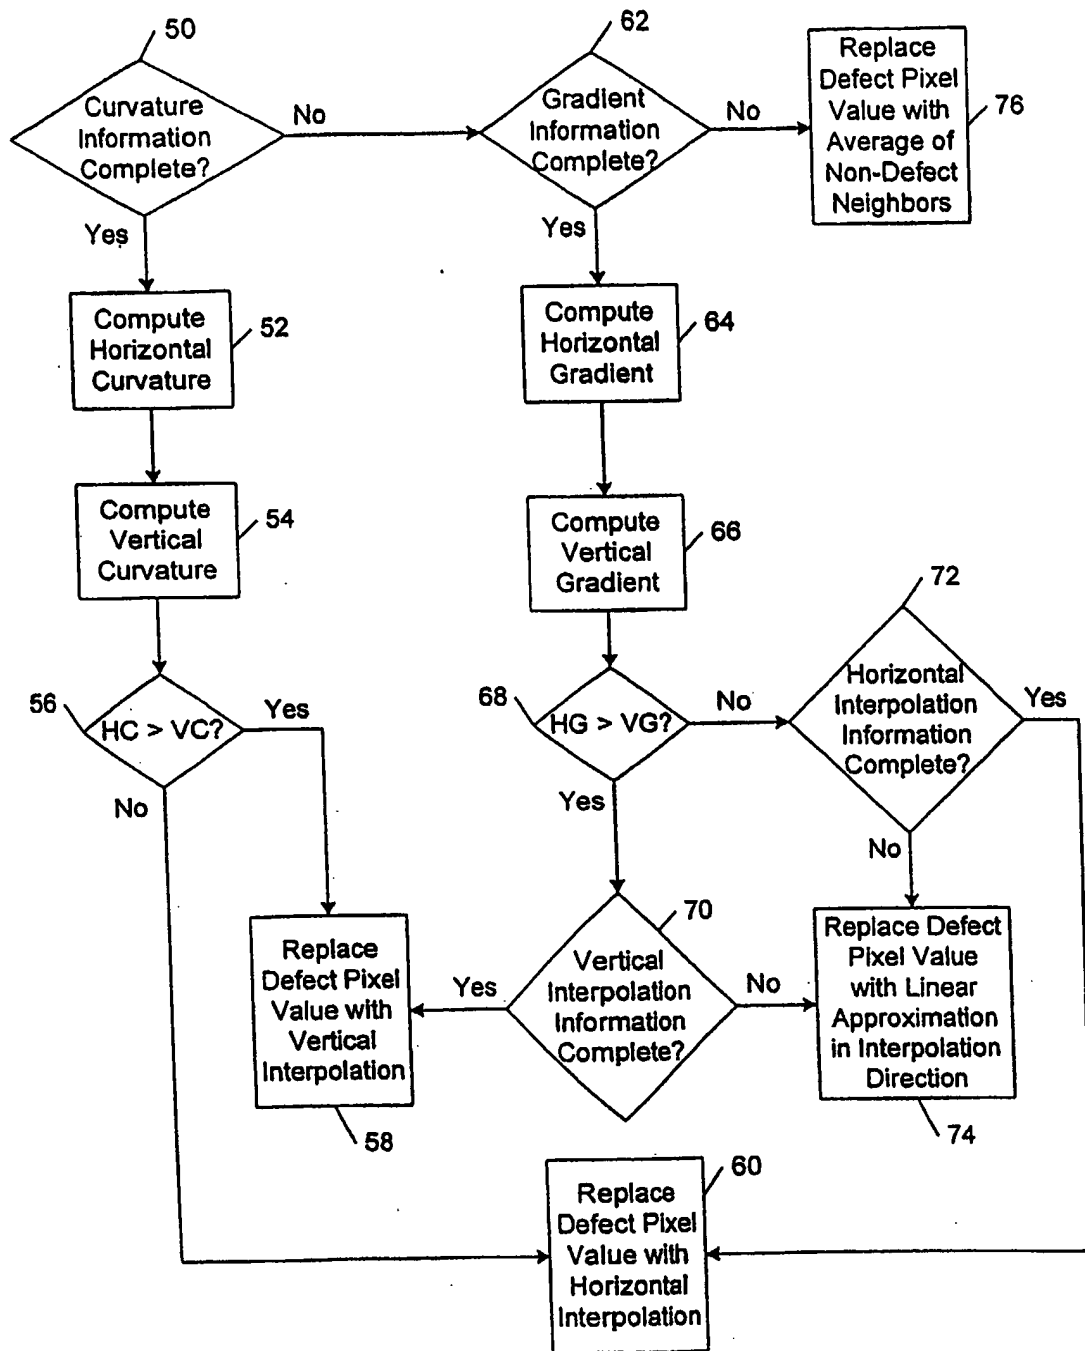 50
Curvature
Information
Complete?
No
Yes
62
Gradient
Information
Complete?
No
Yes
Replace
Defect Pixel
Value with
Average of
Non-Defect
Neighbors
76
Compute
Horizontal
Curvature
52
Compute
Horizontal
Gradient
64
Compute
Vertical
Curvature
54
Compute
Vertical
Gradient
66
56
HC > VC?
Yes
No
68
HG > VG?
No
Yes
72
Horizontal
Interpolation
Information
Complete?
Yes
No
Replace
Defect Pixel
Value with
Vertical
Interpolation
58
Yes
70
Vertical
Interpolation
Information
Complete?
No
Replace Defect
Pixel Value
with Linear
Approximation
in Interpolation
Direction
74
Replace
Defect Pixel
Value with
Horizontal
Interpolation
60